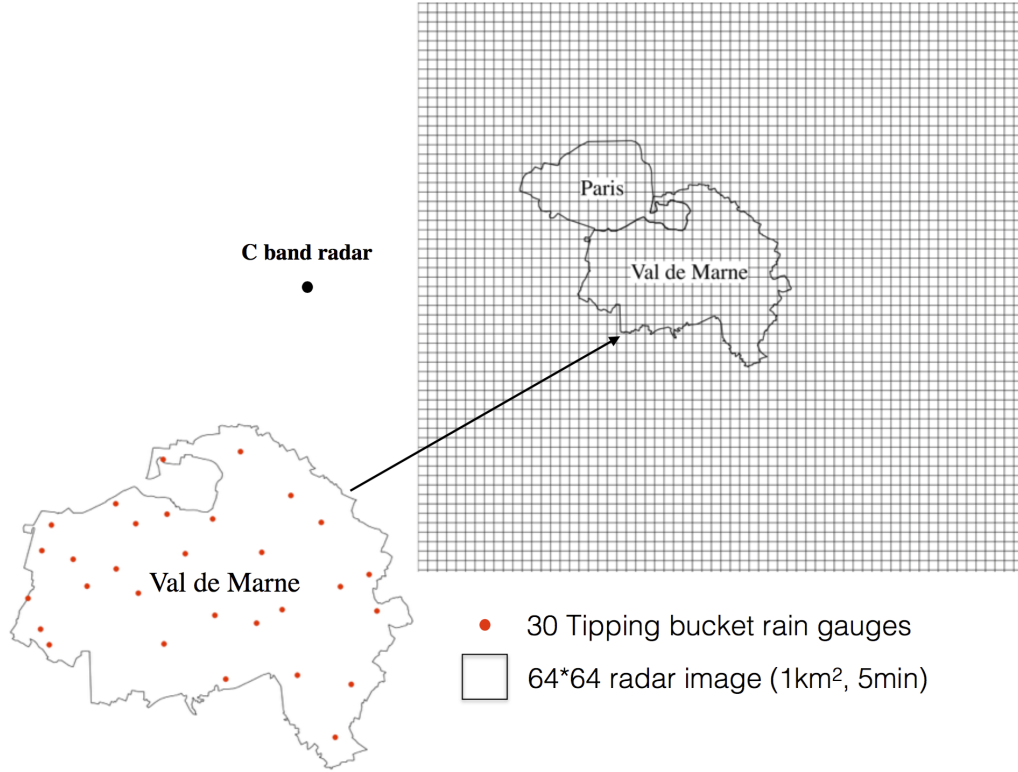 Paris
C band radar
Val de Marne
Val de Marne
30 Tipping bucket rain gauges
64*64 radar image (1km², 5min)